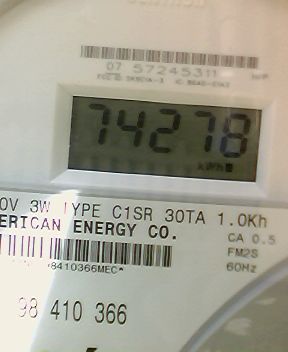 07 57245311
74278
kWh
0V 3W TYPE C1SR 30TA 1.0Kh
ERICAN ENERGY CO.
CA 0.5
FM2S
60Hz
98410366MEC*
98 410 366